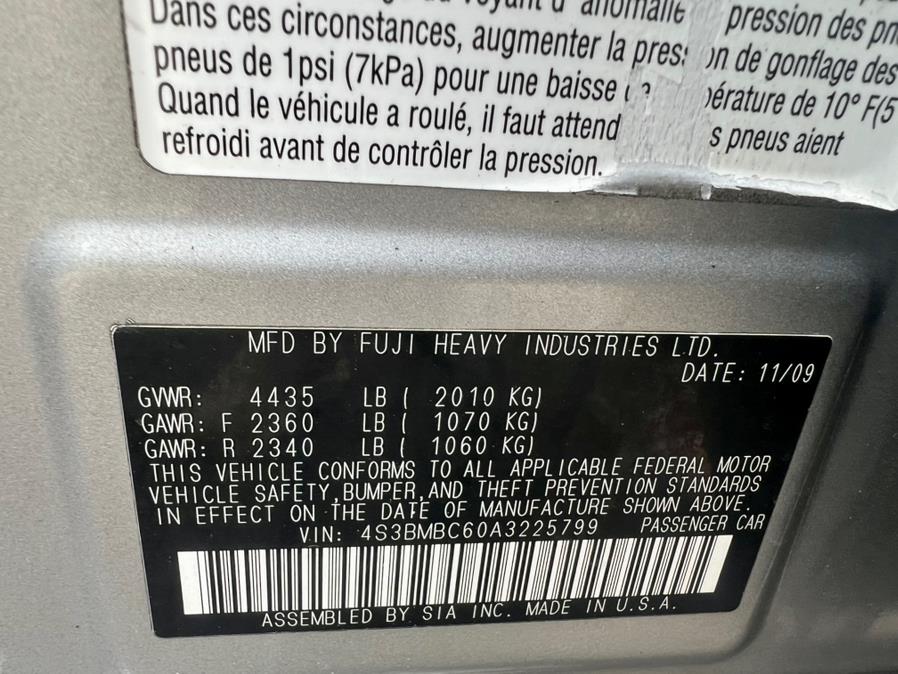 voyant d'anomalie pression des
Dans ces circonstances, augmenter la de gonflage des
pneus de 1psi (7kPa) pour une baisse de 10° F(5
Quand le véhicule a roulé, il faut pneus aient
refroidi avant de contrôler la pression.
MFD BY FUJI HEAVY INDUSTRIES LTD.
DATE: 11/09
GVWR: 4435 LB ( 2010 KG)
GAWR: F 2360 LB ( 1070 KG)
GAWR: R 2340 LB ( 1060 KG)
THIS VEHICLE CONFORMS TO ALL APPLICABLE FEDERAL MOTOR
VEHICLE SAFETY,BUMPER,AND THEFT PREVENTION STANDARDS
IN EFFECT ON THE DATE OF MANUFACTURE SHOWN ABOVE.
VIN: 4S3BMBC60A3225799 PASSENGER CAR
ASSEMBLED BY SIA INC. MADE IN U.S.A.